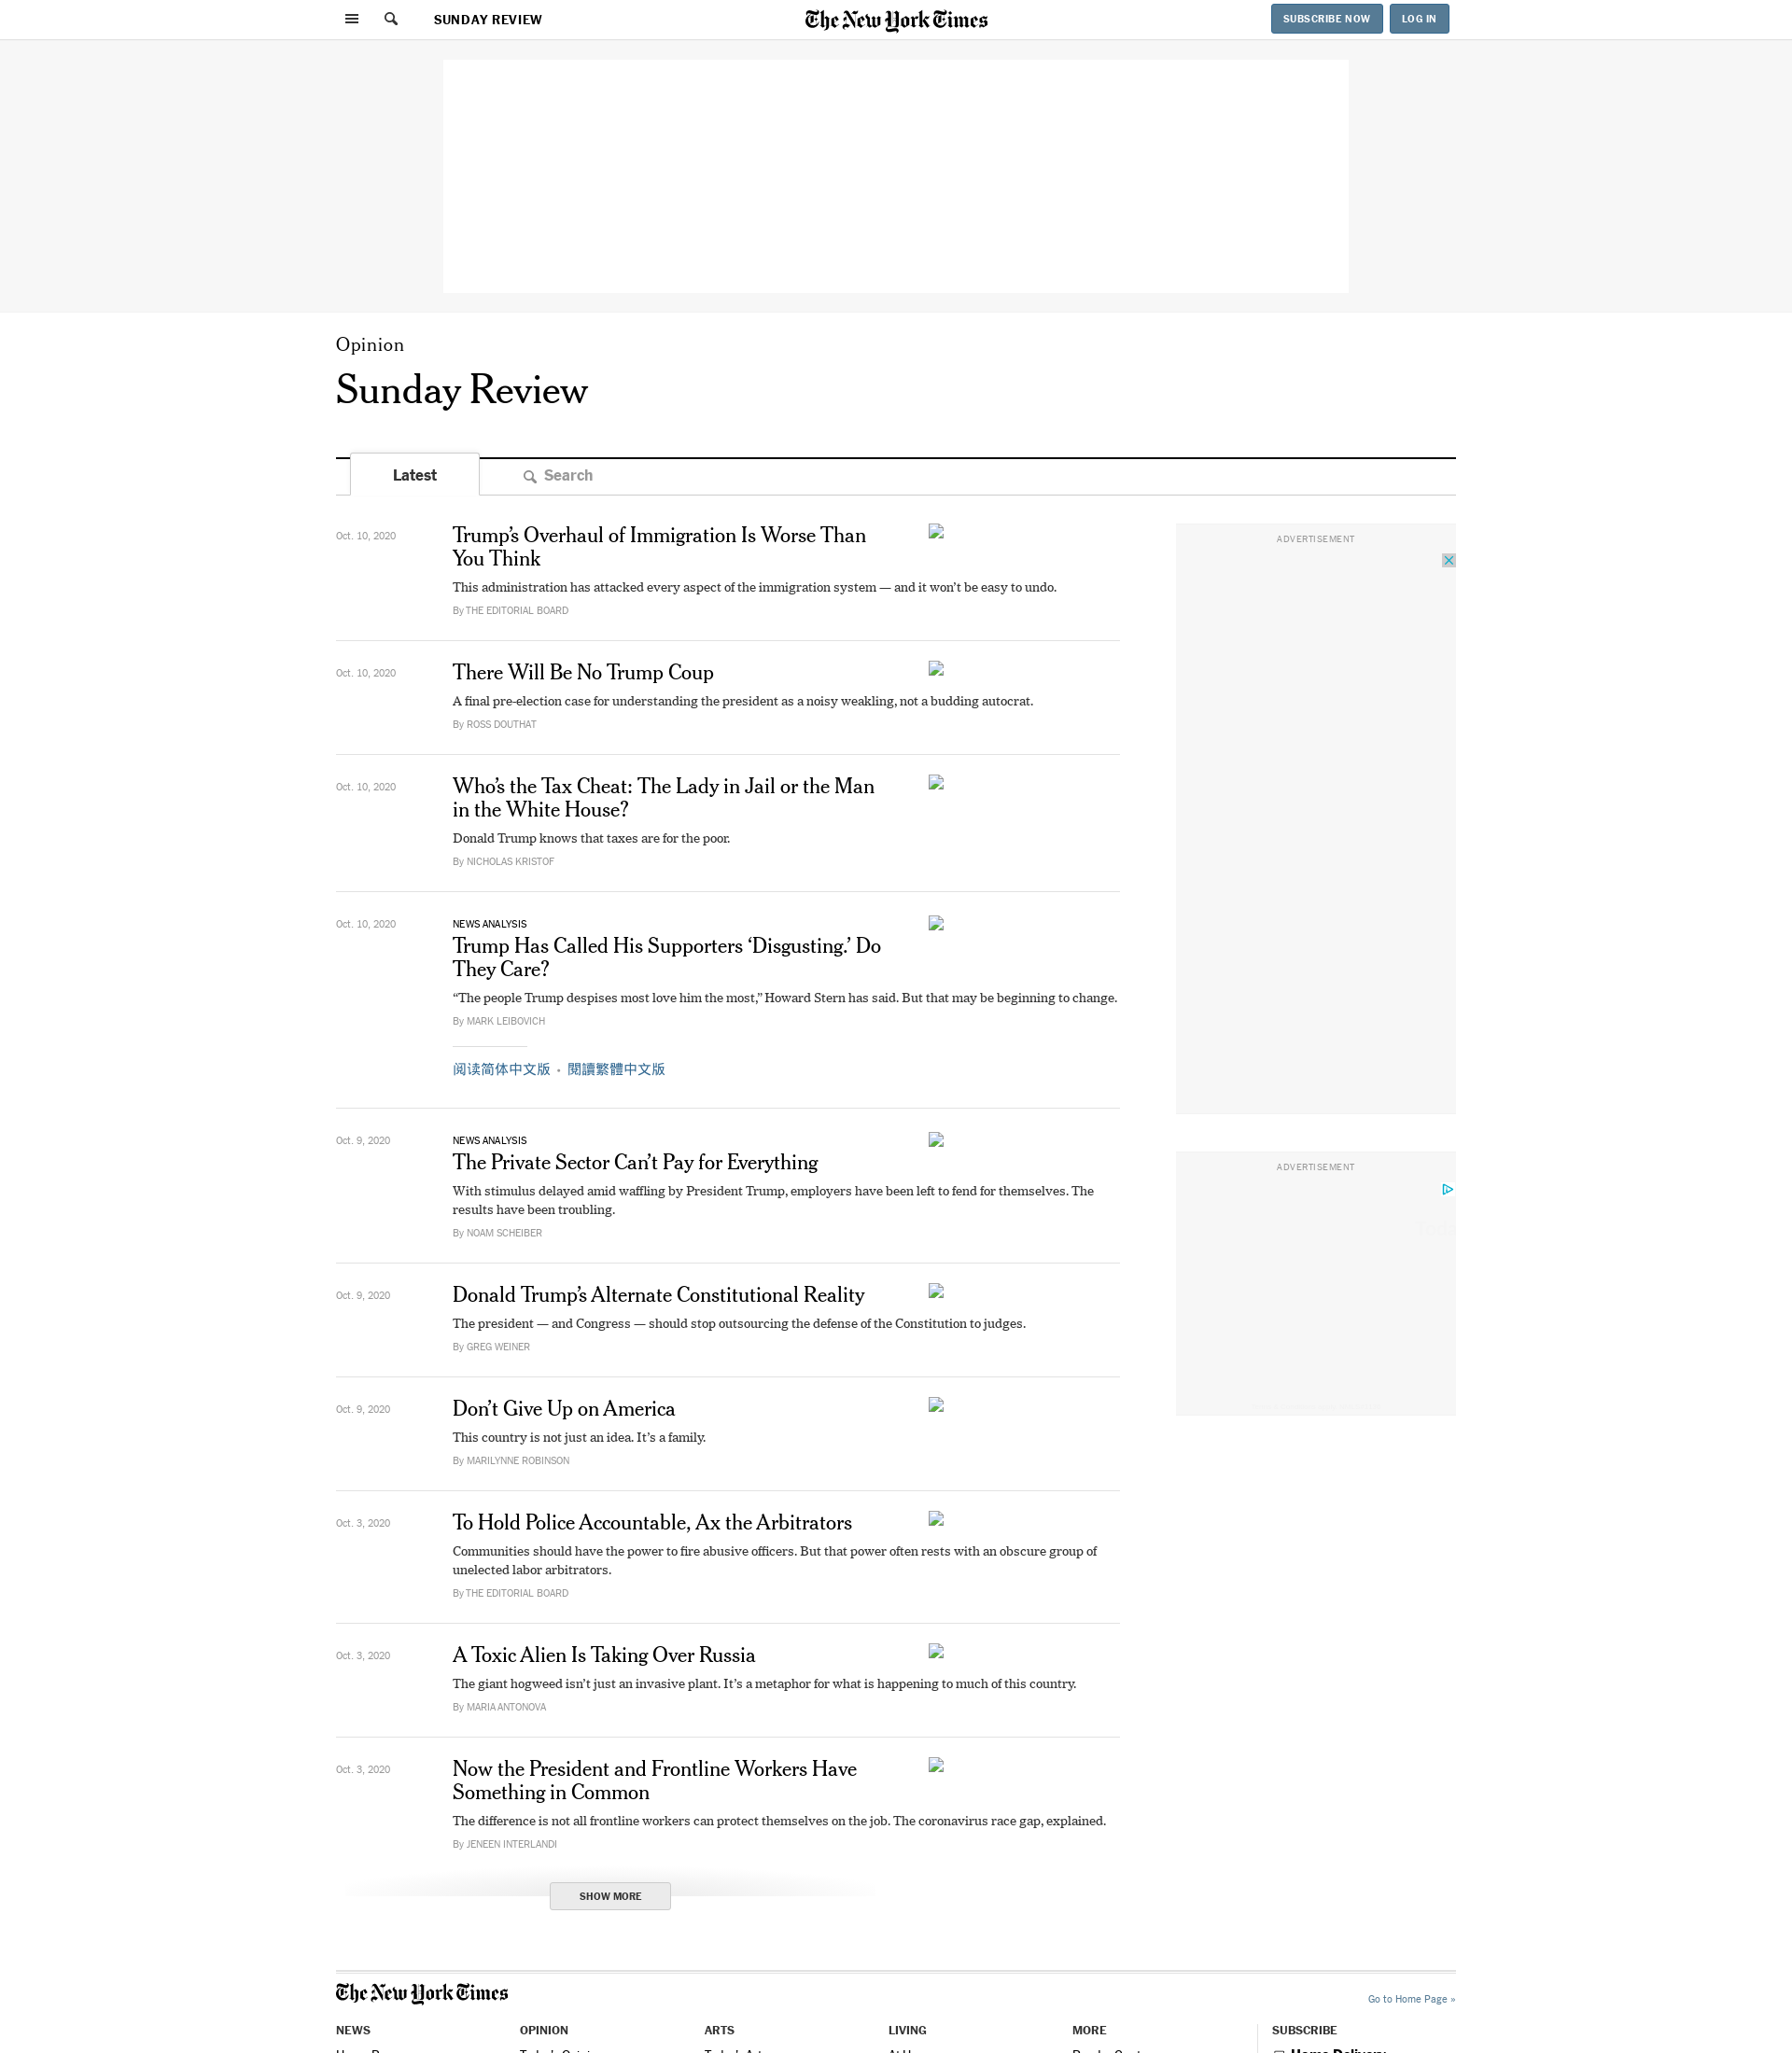 SUNDAY REVIEW
The New York Times
SUBSCRIBE NOW
LOG IN
Opinion
Sunday Review
Latest
Search
Oct. 10, 2020
Trump’s Overhaul of Immigration Is Worse Than
You Think
This administration has attacked every aspect of the immigration system — and it won’t be easy to undo.
By THE EDITORIAL BOARD
Oct. 10, 2020
There Will Be No Trump Coup
A final pre-election case for understanding the president as a noisy weakling, not a budding autocrat.
By ROSS DOUTHAT
Oct. 10, 2020
Who’s the Tax Cheat: The Lady in Jail or the Man
in the White House?
Donald Trump knows that taxes are for the poor.
By NICHOLAS KRISTOF
Oct. 10, 2020
NEWS ANALYSIS
Trump Has Called His Supporters ‘Disgusting.’ Do
They Care?
“The people Trump despises most love him the most,” Howard Stern has said. But that may be beginning to change.
By MARK LEIBOVICH
阅读简体中文版 • 閱讀繁體中文版
Oct. 9, 2020
NEWS ANALYSIS
The Private Sector Can’t Pay for Everything
With stimulus delayed amid waffling by President Trump, employers have been left to fend for themselves. The
results have been troubling.
By NOAM SCHEIBER
Oct. 9, 2020
Donald Trump’s Alternate Constitutional Reality
The president — and Congress — should stop outsourcing the defense of the Constitution to judges.
By GREG WEINER
Oct. 9, 2020
Don’t Give Up on America
This country is not just an idea. It’s a family.
By MARILYNNE ROBINSON
Oct. 3, 2020
To Hold Police Accountable, Ax the Arbitrators
Communities should have the power to fire abusive officers. But that power often rests with an obscure group of
unelected labor arbitrators.
By THE EDITORIAL BOARD
Oct. 3, 2020
A Toxic Alien Is Taking Over Russia
The giant hogweed isn’t just an invasive plant. It’s a metaphor for what is happening to much of this country.
By MARIA ANTONOVA
Oct. 3, 2020
Now the President and Frontline Workers Have
Something in Common
The difference is not all frontline workers can protect themselves on the job. The coronavirus race gap, explained.
By JENEEN INTERLANDI
SHOW MORE
ADVERTISEMENT
ADVERTISEMENT
The New York Times
Go to Home Page »
NEWS
OPINION
ARTS
LIVING
MORE
SUBSCRIBE
Home Delivery